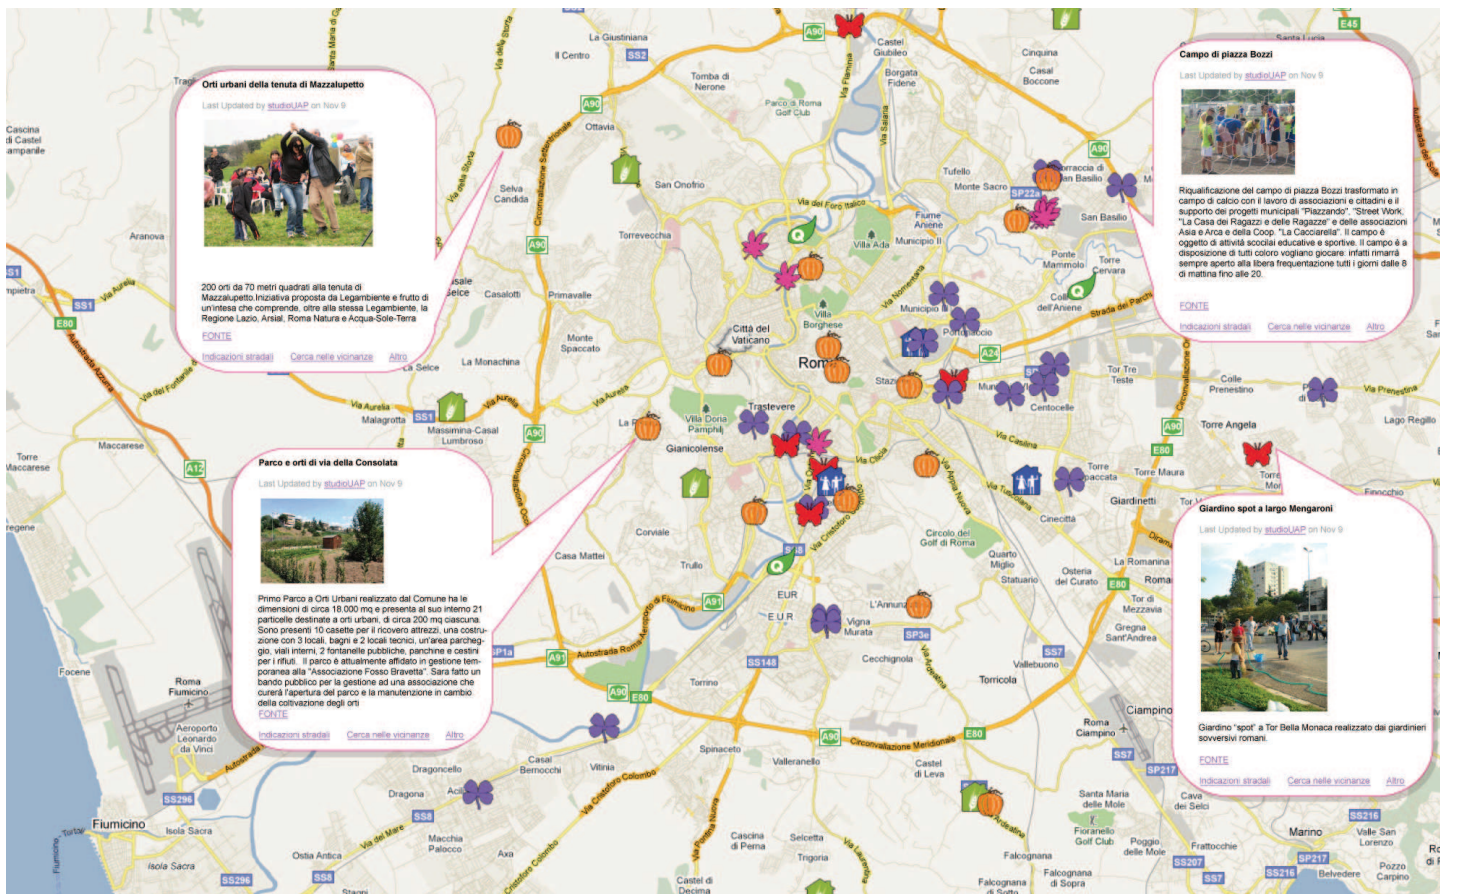 Orti urbani della tenuta di Mazzalupetto
Last Updated by studioUAP on Nov 9
200 orti da 70 metri quadrati alla tenuta di
Mazzalupetto.Iniziativa proposta da Legambiente e frutto di
un'intesa che comprende, oltre alla stessa Legambiente, la
Regione Lazio, Arsial, Roma Natura e Acqua-Sole-Terra
FONTE
Indicazioni stradali Cerca nelle vicinanze Altro
Campo di piazza Bozzi
Last Updated by studioUAP on Nov 9
Riqualificazione del campo di piazza Bozzi trasformato in
campo di calcio con il lavoro di associazioni e cittadini e il
supporto dei progetti municipali "Piazzando", "Street Work,
"La Casa dei Ragazzi e delle Ragazze" e delle associazioni
Asia e Arca e della Coop. "La Cacciarella". Il campo è
oggetto di attività scocilai educative e sportive. Il campo é a
disposizione di tutti coloro vogliano giocare: infatti rimarrà
sempre aperto alla libera frequentazione tutti i giorni dalle 8
di mattina fino alle 20.
FONTE
Indicazioni stradali Cerca nelle vicinanze Altro
Parco e orti di via della Consolata
Last Updated by studioUAP on Nov 9
Primo Parco a Orti Urbani realizzato dal Comune ha le
dimensioni di circa 18.000 mq e presenta al suo interno 21
particelle destinate a orti urbani, di circa 200 mq ciascuna.
Sono presenti 10 casette per il ricovero attrezzi, una costru-
zione con 3 locali, bagni e 2 locali tecnici, un'area parcheg-
gio, viali interni, 2 fontanelle pubbliche, panchine e cestini
per i rifiuti. Il parco è attualmente affidato in gestione tem-
poranea alla "Associazione Fosso Bravetta". Sara fatto un
bando pubblico per la gestione ad una associazione che
curerà l'apertura del parco e la manutenzione in cambio
della coltivazione degli orti
FONTE
Indicazioni stradali Cerca nelle vicinanze Altro
Giardino spot a largo Mengaroni
Last Updated by studioUAP on Nov 9
Giardino "spot" a Tor Bella Monaca realizzato dai giardinieri
sovversivi romani.
FONTE
Indicazioni stradali Cerca nelle vicinanze Altro
La Giustiniana
Il Centro
SS2
A90
Castel
Giubileo
Borgata
Fidene
Cinquina
Casal
Boccone
E45
Tomba di
Nerone
Parco di Roma
Golf Club
Via Flaminia
Via Salaria
Via della Storta
Circonvallazione Settentrionale
Ottavia
Selva
Candida
San Onofrio
Tufello
Monte Sacro
SP22a
San Basilio
Via del Foro Italico
Fiume
Aniene
Villa Ada
Municipio II
Torrevecchia
Aranova
Ponte
Mammolo
Tor
Cervara
Via Nomentana
Strada dei Parchi
Casalotti
Primavalle
Monte
Spaccato
La Monachina
Città del
Vaticano
Villa
Borghese
A24
Tor Tre
Teste
Colle
Prenestino
Via Prenestina
Lago Regillo
Centocelle
Via Aurelia
SS1
E80
Autostrada Azzurra
Malagrotta
Massimina-Casal
Lumbroso
Trastevere
Villa Doria
Pamphilj
Gianicolense
Via Casilina
Torre Angela
Torre Maura
Giardinetti
Finocchio
Maccarese
Torre
Maccarese
A12
Via Appia Nuova
Via Tuscolana
Cinecittà
Corviale
Casa Mattei
Trullo
Circolo del
Golf di Roma
Quarto
Miglio
Statuario
Osteria
del Curato
La Romanina
Tor di
Mezzavia
Gregna
Sant'Andrea
EUR
E U R
Vigna
Murata
SP3e
Cecchignola
Vallebuono
Torricola
Torrino
SS148
A91
Autostrada Roma-Aeroporto di Fiumicino
Circonvallazione Meridionale
Focene
Roma
Fiumicino
Aeroporto
Leonardo
da Vinci
Roma
Ciampino
Ciampino
SS7
SP217
Spinaceto
Valleranello
Castel
di Leva
Casal
Bernocchi
Vitinia
Dragoncello
Dragona
SS8
SS296
Fiumicino
Isola Sacra
Isola Sacra
Macchia
Palocco
Via del Mare
Via Cristoforo Colombo
Via Pontina Nuova
Ostia Antica
Axa
Cascina
di Perna
Selcetta
Trigoria
Castel di
Decima
Santa Maria
delle Mole
Fioranello
Golf Club
Cava
dei Selci
Poggio
delle Mole
Frattocchie
SS207
Falcognana
Falcognana
di Sopra
Marino
Valle San
Lorenzo
SS216
Belvedere
Pozzo
Carpino